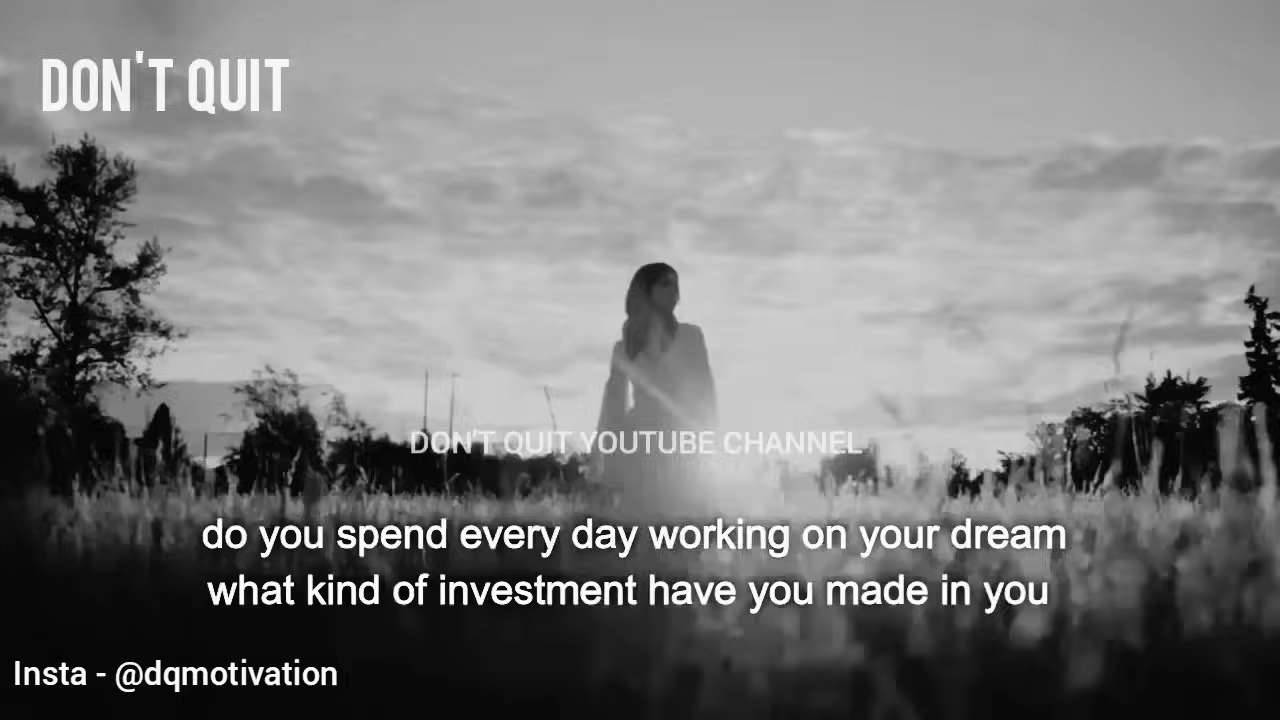 DON'T QUIT
DON'T QUIT YOUTUBE CHANNEL
do you spend every day working on your dream
what kind of investment have you made in you
Insta - @dqmotivation